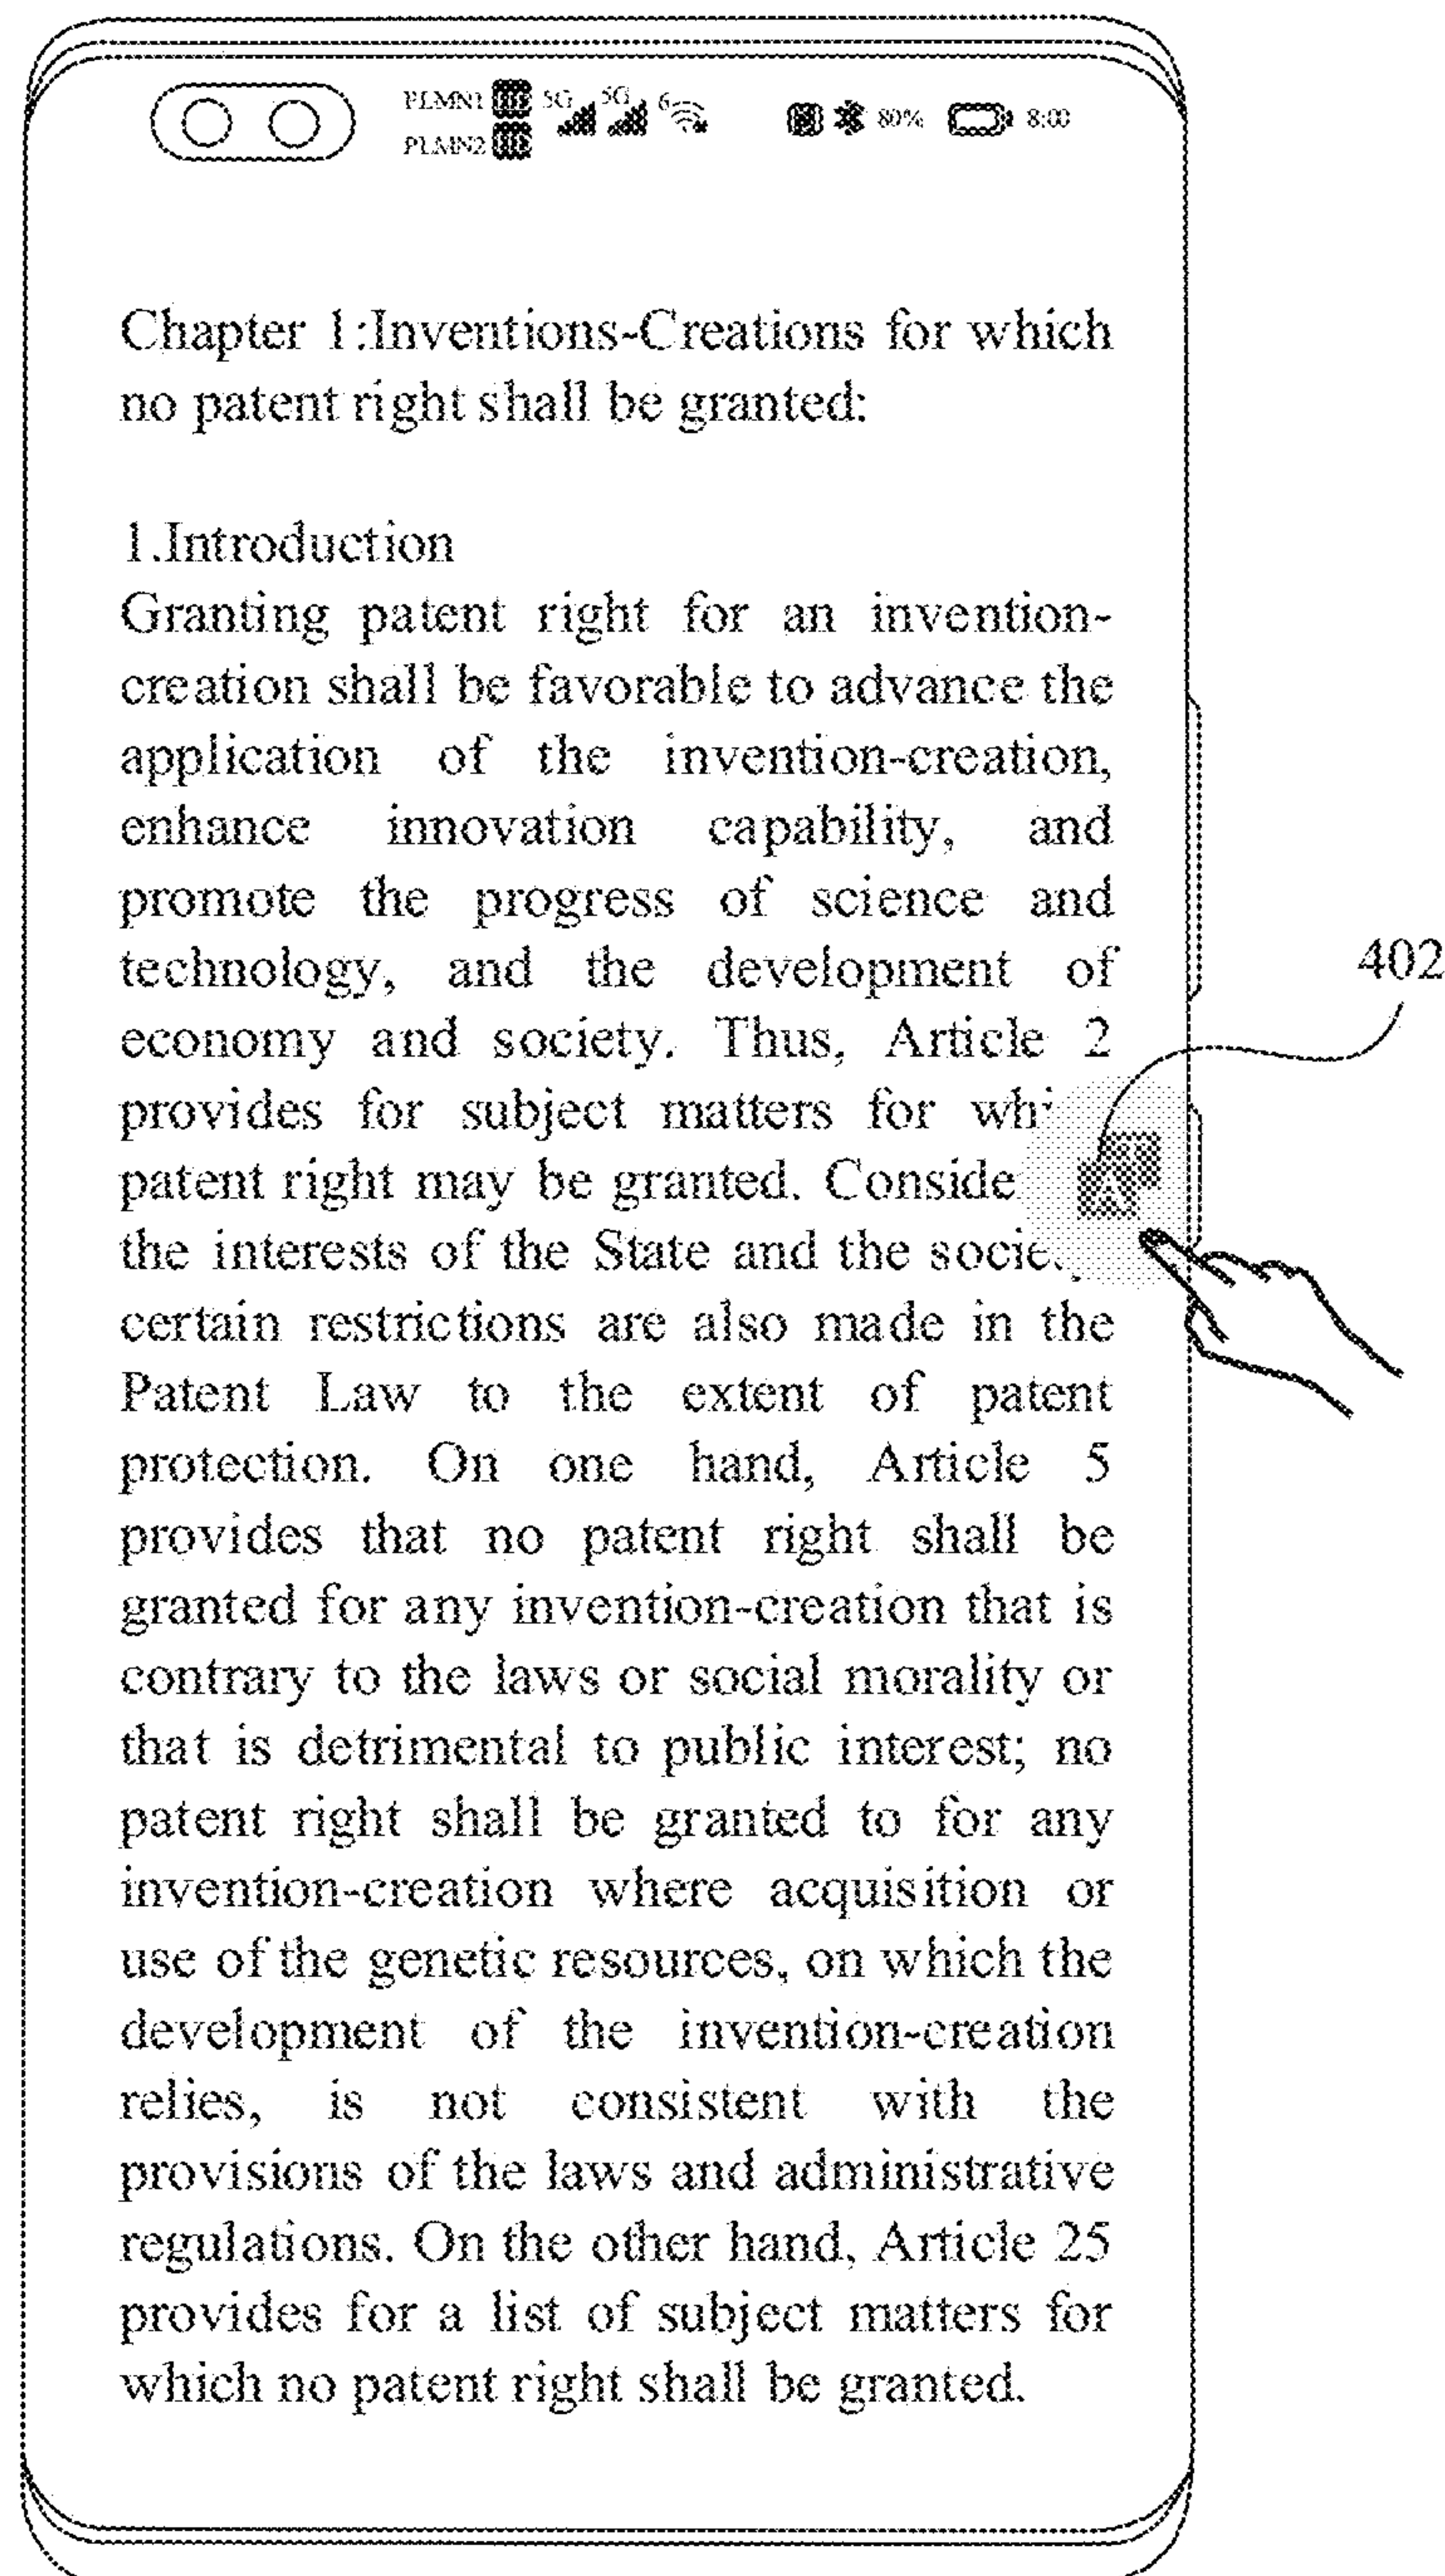 PLMN1 5G 5G 6 80% 8:00
PLMN2
Chapter 1:Inventions-Creations for which
no patent right shall be granted:
1.Introduction
Granting patent right for an invention-
creation shall be favorable to advance the
application of the invention-creation,
enhance innovation capability, and
promote the progress of science and
technology, and the development of
402
economy and society. Thus, Article 2
provides for subject matters for whi
patent right may be granted. Conside
the interests of the State and the socie
certain restrictions are also made in the
Patent Law to the extent of patent
protection. On one hand, Article 5
provides that no patent right shall be
granted for any invention-creation that is
contrary to the laws or social morality or
that is detrimental to public interest; no
patent right shall be granted to for any
invention-creation where acquisition or
use of the genetic resources, on which the
development of the invention-creation
relies, is not consistent with the
provisions of the laws and administrative
regulations. On the other hand, Article 25
provides for a list of subject matters for
which no patent right shall be granted.